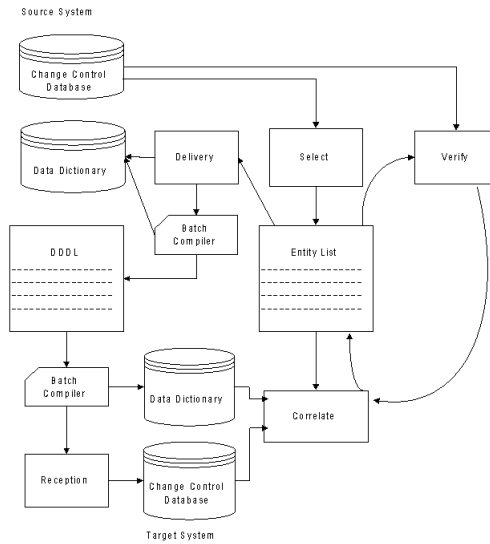 Source System
Change Control
Database
Data Dictionary
Delivery
Select
Verify
Batch
Compiler
DDDL
Entity List
Batch
Compiler
Data Dictionary
Correlate
Reception
Change Control
Database
Target System